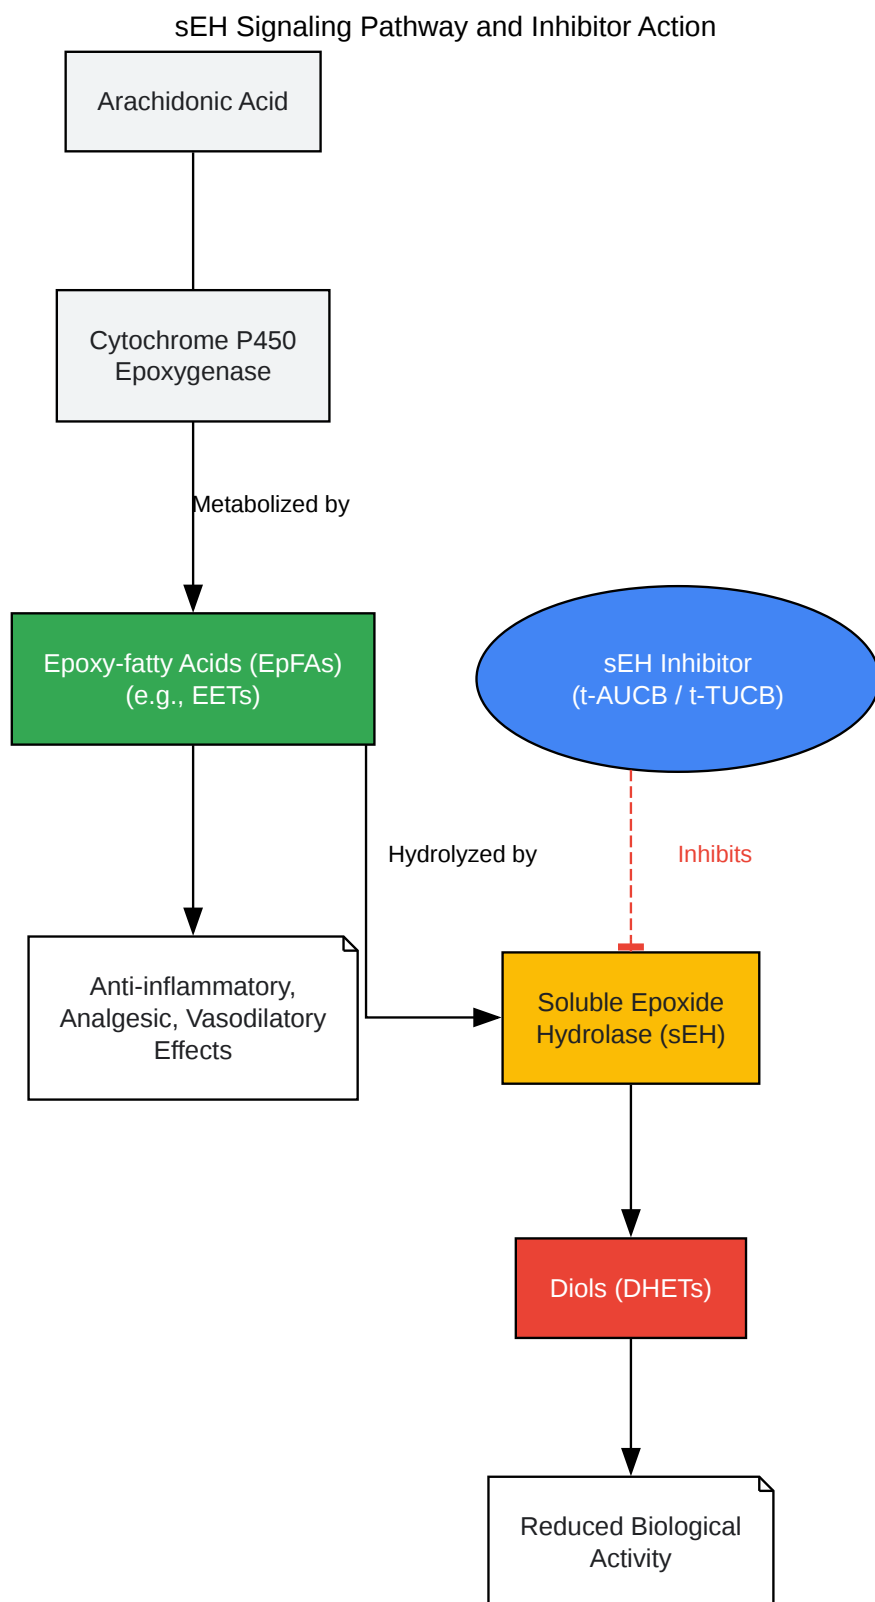 sEH Signaling Pathway and Inhibitor Action
Arachidonic Acid
Cytochrome P450
Epoxygenase
Metabolized by
Epoxy-fatty Acids (EpFAs)
(e.g., EETs)
sEH Inhibitor
(t-AUCB / t-TUCB)
Hydrolyzed by
Inhibits
Anti-inflammatory,
Analgesic, Vasodilatory
Effects
Soluble Epoxide
Hydrolase (sEH)
Diols (DHETs)
Reduced Biological
Activity